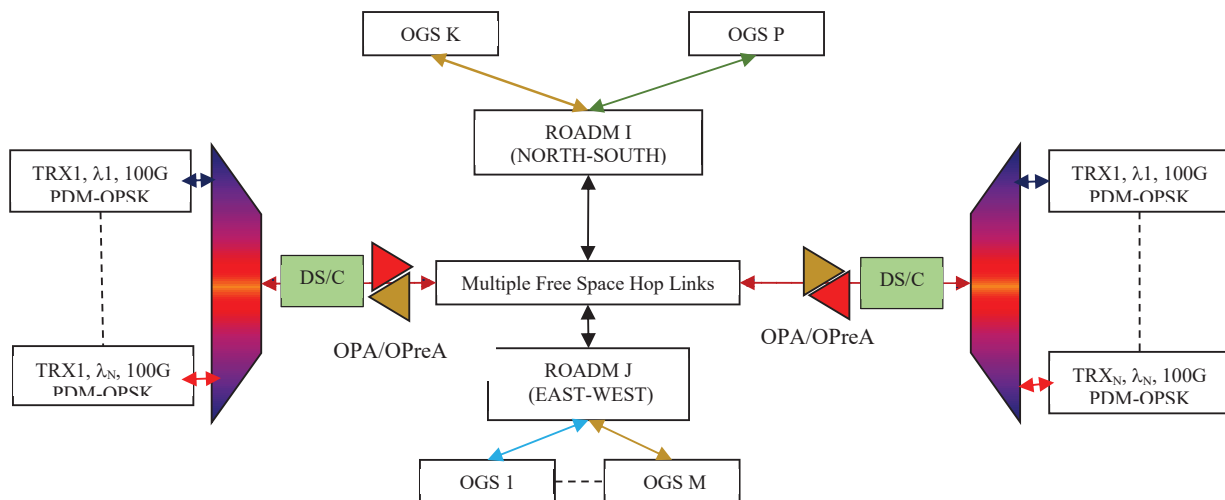 OGS K
OGS P
ROADM I
(NORTH-SOUTH)
TRX1, λ1, 100G
PDM-OPSK
TRX1, λ1, 100G
PDM-OPSK
DS/C
Multiple Free Space Hop Links
DS/C
OPA/OPreA
OPA/OPreA
TRX1, λN, 100G
PDM-OPSK
ROADM J
(EAST-WEST)
TRXN, λN, 100G
PDM-OPSK
OGS 1
OGS M